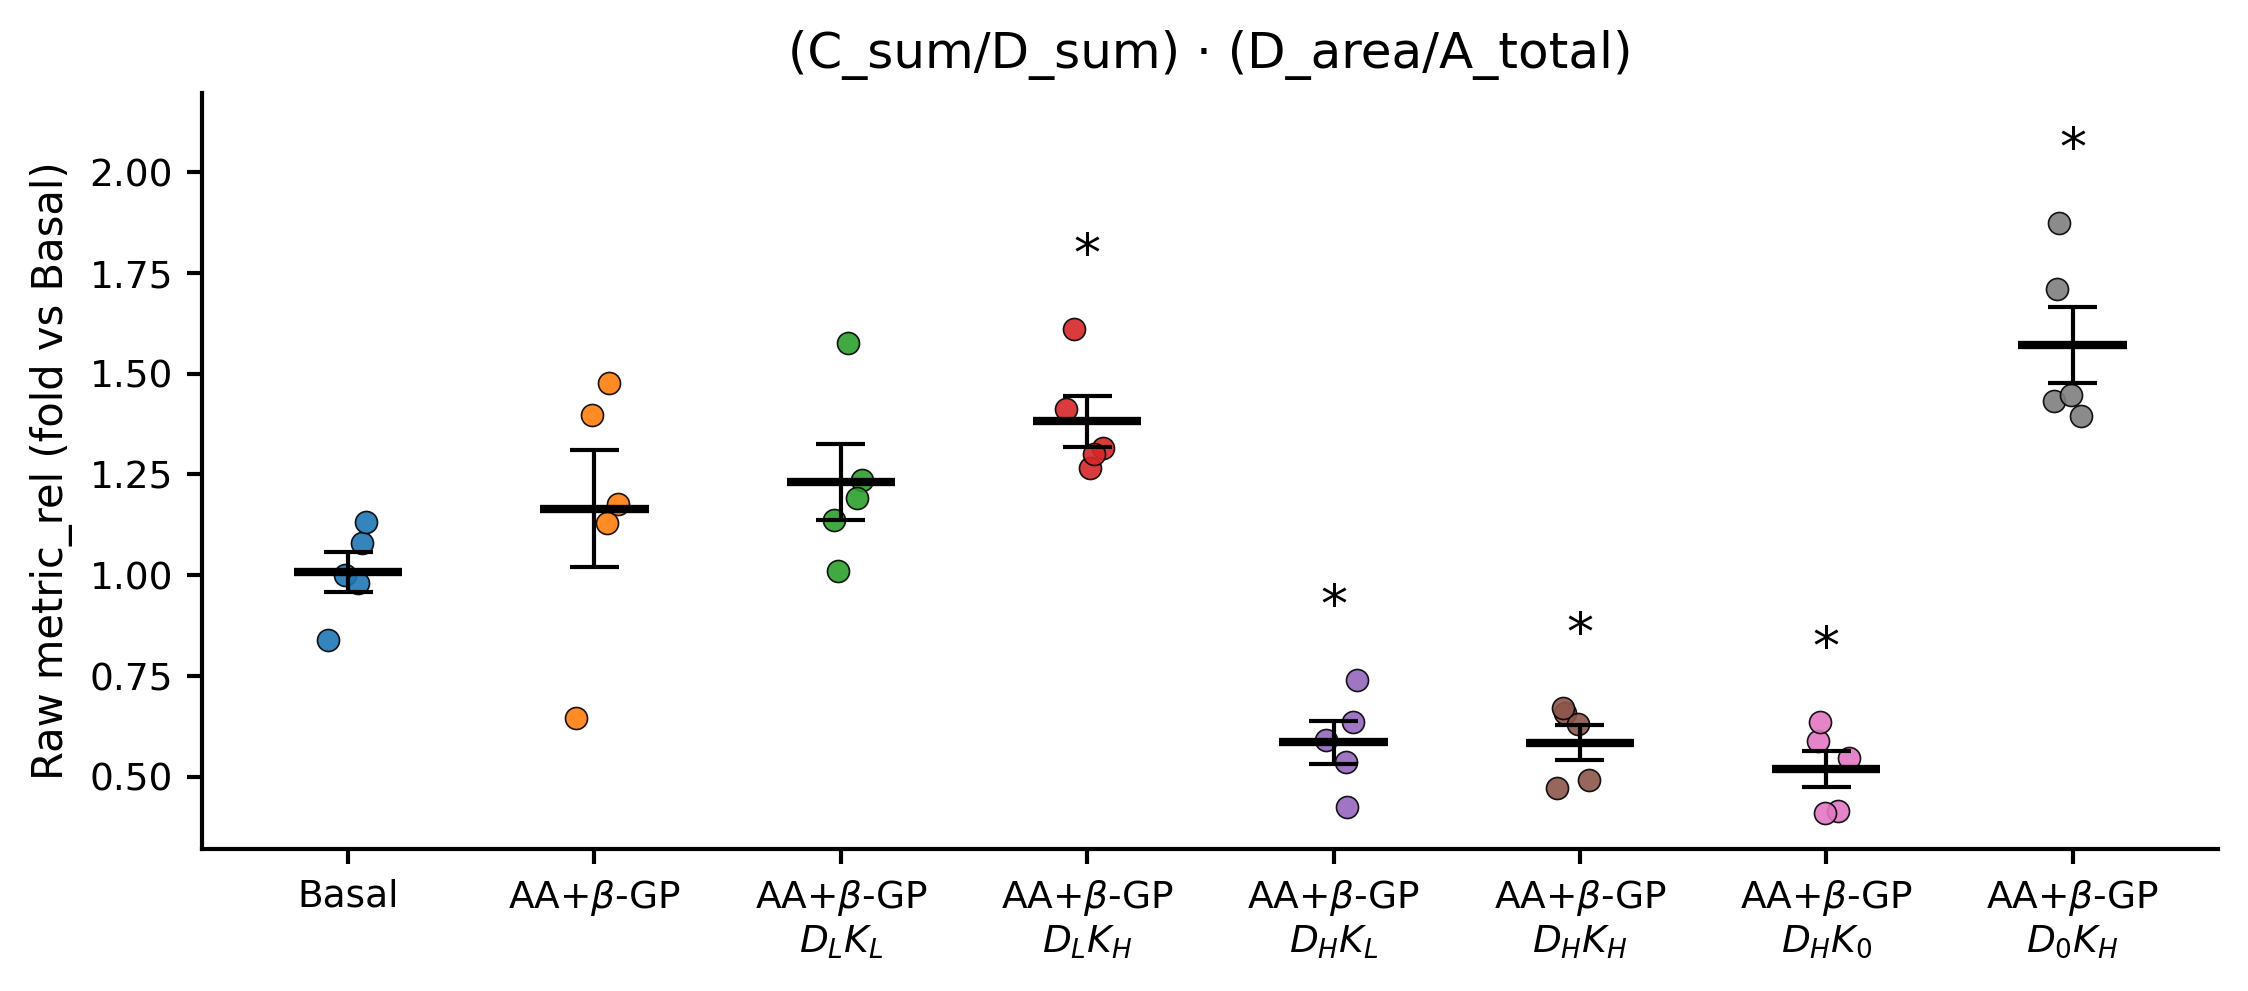 (C_sum/D_sum) · (D_area/A_total)
Raw metric_rel (fold vs Basal)
2.00
1.75
1.50
1.25
1.00
0.75
0.50
*
*
*
*
*
Basal
AA+β-GP
AA+β-GP
D_LK_L
AA+β-GP
D_LK_H
AA+β-GP
D_HK_L
AA+β-GP
D_HK_H
AA+β-GP
D_HK_0
AA+β-GP
D_0K_H